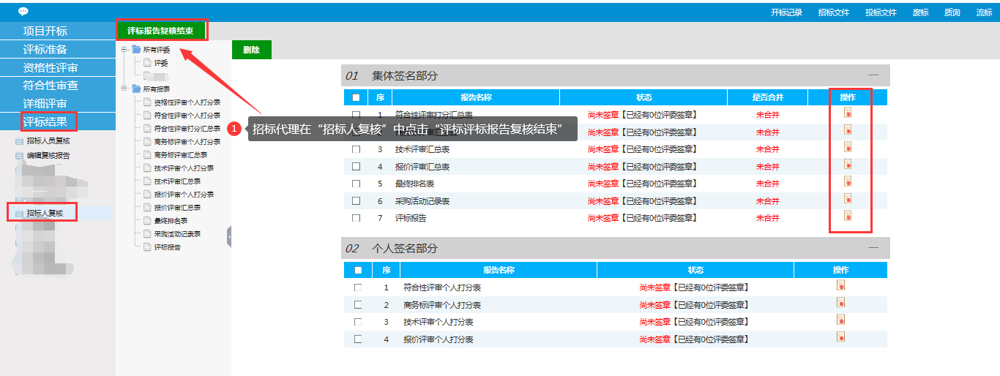 开标记录 招标文件 投标文件 废标 质询 流标
项目开标
评标准备
资格性评审
符合性审查
详细评审
评标结果
招标人员复核
编辑复核报告
招标人复核
评标报告复核结束
所有评委
评委
所有报表
资格性评审个人打分表
符合性评审个人打分表
符合性评审打分汇总表
商务标评审个人打分表
商务标评审汇总表
技术评审个人打分表
技术评审汇总表
报价评审个人打分表
报价评审汇总表
最终排名表
采购活动记录表
评标报告
删除
1 招标代理在“招标人复核”中点击“评标评标报告复核结束”
01 集体签名部分
序 报告名称 状态 是否合并 操作
1 符合性评审打分汇总表 尚未签章【已经有0位评委签章】 未合并
3 技术评审汇总表 尚未签章【已经有0位评委签章】 未合并
4 报价评审汇总表 尚未签章【已经有0位评委签章】 未合并
5 最终排名表 尚未签章【已经有0位评委签章】 未合并
6 采购活动记录表 尚未签章【已经有0位评委签章】 未合并
7 评标报告 尚未签章【已经有0位评委签章】 未合并
02 个人签名部分
序 报告名称 状态 操作
1 符合性评审个人打分表 尚未签章【已经有0位评委签章】
2 商务标评审个人打分表 尚未签章【已经有0位评委签章】
3 技术评审个人打分表 尚未签章【已经有0位评委签章】
4 报价评审个人打分表 尚未签章【已经有0位评委签章】